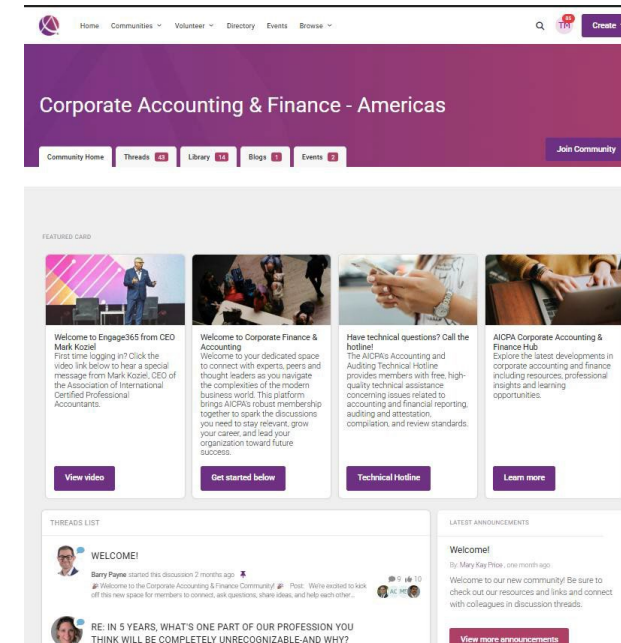 Home Communities Volunteer Directory Events Browse
TM
Create
Corporate Accounting & Finance - Americas
Community Home Threads 43 Library 14 Blogs 1 Events 2
Join Community
FEATURED CARD
Welcome to Engage365 from CEO
Mark Koziel
First time logging in? Click the
video link below to hear a special
message from Mark Koziel, CEO of
the Association of International
Certified Professional
Accountants.
View video
Welcome to Corporate Finance &
Accounting
Welcome to your dedicated space
to connect with experts, peers and
thought leaders as you navigate
the complexities of the modern
business world. This platform
brings AICPA's robust membership
together to spark the discussions
you need to stay relevant, grow
your career, and lead your
organization toward future
success.
Get started below
Have technical questions? Call the
hotline!
The AICPA's Accounting and
Auditing Technical Hotline
provides members with free, high-
quality technical assistance
concerning issues related to
accounting and financial reporting,
auditing and attestation,
compilation, and review standards.
Technical Hotline
AICPA Corporate Accounting &
Finance Hub
Explore the latest developments in
corporate accounting and finance
including resources, professional
insights and learning
opportunities.
Learn more
THREADS LIST
WELCOME!
Barry Payne started this discussion 2 months ago
Welcome to the Corporate Accounting & Finance Community! Post: We're excited to kick
off this new space for members to connect, ask questions, share ideas, and help each other...
9 10
AC MS
RE: IN 5 YEARS, WHAT'S ONE PART OF OUR PROFESSION YOU
THINK WILL BE COMPLETELY UNRECOGNIZABLE-AND WHY?
LATEST ANNOUNCEMENTS
Welcome!
By: Mary Kay Price , one month ago
Welcome to our new community! Be sure to
check out our resources and links and connect
with colleagues in discussion threads.
View more announcements